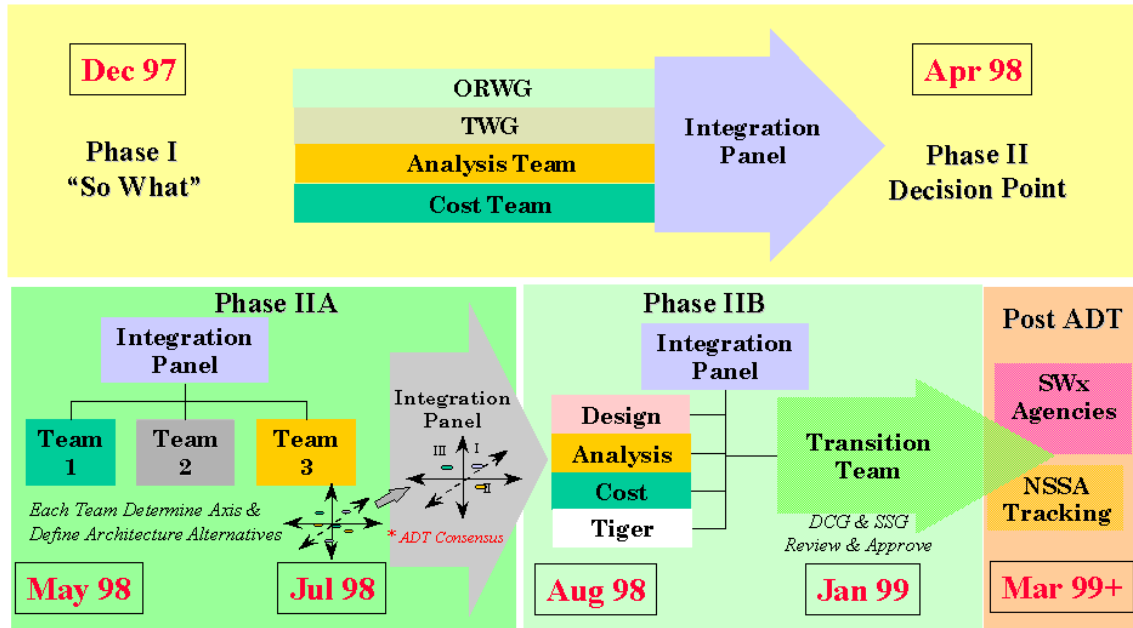 Dec 97
Phase I
“So What”
ORWG
TWG
Analysis Team
Cost Team
Integration
Panel
Apr 98
Phase II
Decision Point
Phase IIA
Integration
Panel
Team
1
Team
2
Team
3
Each Team Determine Axis &
Define Architecture Alternatives
May 98
Jul 98
Integration
Panel
III
I
II
* ADT Consensus
Phase IIB
Integration
Panel
Design
Analysis
Cost
Tiger
Transition
Team
DCG & SSG
Review & Approve
Aug 98
Jan 99
Post ADT
SWx
Agencies
NSSA
Tracking
Mar 99+